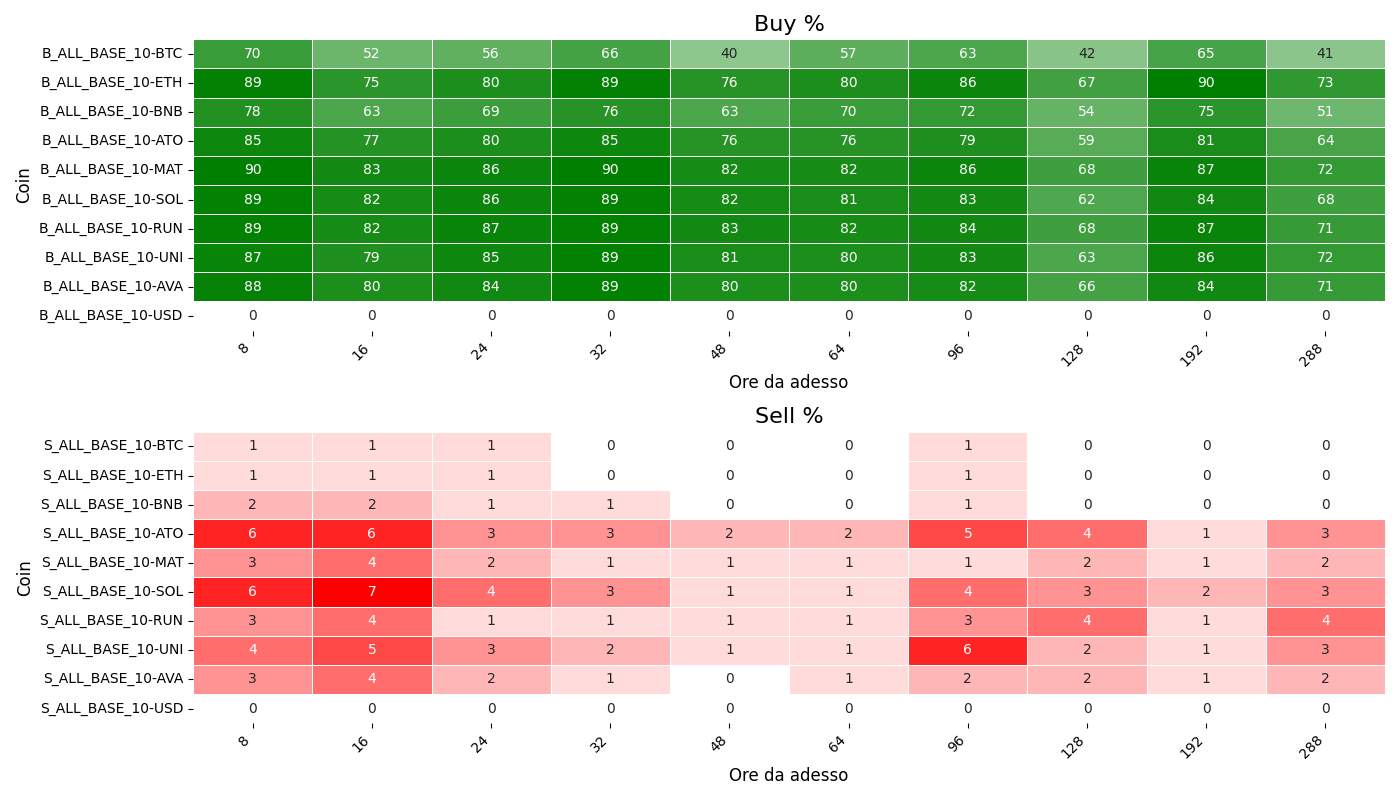 Buy %
Coin
B_ALL_BASE_10-BTC 70 52 56 66 40 57 63 42 65 41
B_ALL_BASE_10-ETH 89 75 80 89 76 80 86 67 90 73
B_ALL_BASE_10-BNB 78 63 69 76 63 70 72 54 75 51
B_ALL_BASE_10-ATO 85 77 80 85 76 76 79 59 81 64
B_ALL_BASE_10-MAT 90 83 86 90 82 82 86 68 87 72
B_ALL_BASE_10-SOL 89 82 86 89 82 81 83 62 84 68
B_ALL_BASE_10-RUN 89 82 87 89 83 82 84 68 87 71
B_ALL_BASE_10-UNI 87 79 85 89 81 80 83 63 86 72
B_ALL_BASE_10-AVA 88 80 84 89 80 80 82 66 84 71
B_ALL_BASE_10-USD 0 0 0 0 0 0 0 0 0 0
8 16 24 32 48 64 96 128 192 288
Ore da adesso
Sell %
Coin
S_ALL_BASE_10-BTC 1 1 1 0 0 0 1 0 0 0
S_ALL_BASE_10-ETH 1 1 1 0 0 0 1 0 0 0
S_ALL_BASE_10-BNB 2 2 1 1 0 0 1 0 0 0
S_ALL_BASE_10-ATO 6 6 3 3 2 2 5 4 1 3
S_ALL_BASE_10-MAT 3 4 2 1 1 1 1 2 1 2
S_ALL_BASE_10-SOL 6 7 4 3 1 1 4 3 2 3
S_ALL_BASE_10-RUN 3 4 1 1 1 1 3 4 1 4
S_ALL_BASE_10-UNI 4 5 3 2 1 1 6 2 1 3
S_ALL_BASE_10-AVA 3 4 2 1 0 1 2 2 1 2
S_ALL_BASE_10-USD 0 0 0 0 0 0 0 0 0 0
8 16 24 32 48 64 96 128 192 288
Ore da adesso